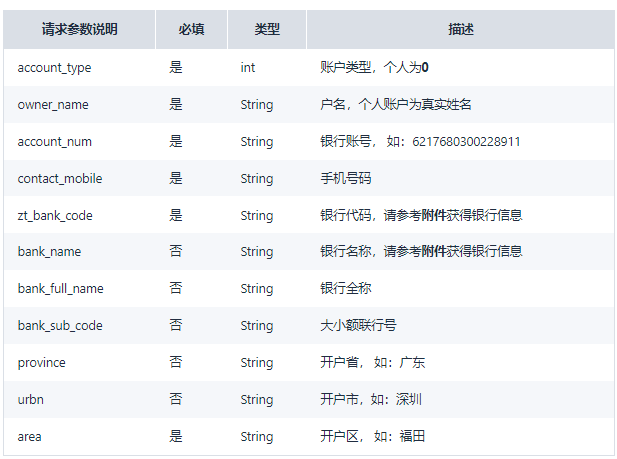 请求参数说明 必填 类型 描述
account_type 是 int 账户类型，个人为0
owner_name 是 String 户名，个人账户为真实姓名
account_num 是 String 银行账号， 如：6217680300228911
contact_mobile 是 String 手机号码
zt_bank_code 是 String 银行代码，请参考附件获得银行信息
bank_name 否 String 银行名称，请参考附件获得银行信息
bank_full_name 否 String 银行全称
bank_sub_code 否 String 大小额联行号
province 否 String 开户省， 如：广东
urbn 否 String 开户市，如：深圳
area 是 String 开户区， 如：福田